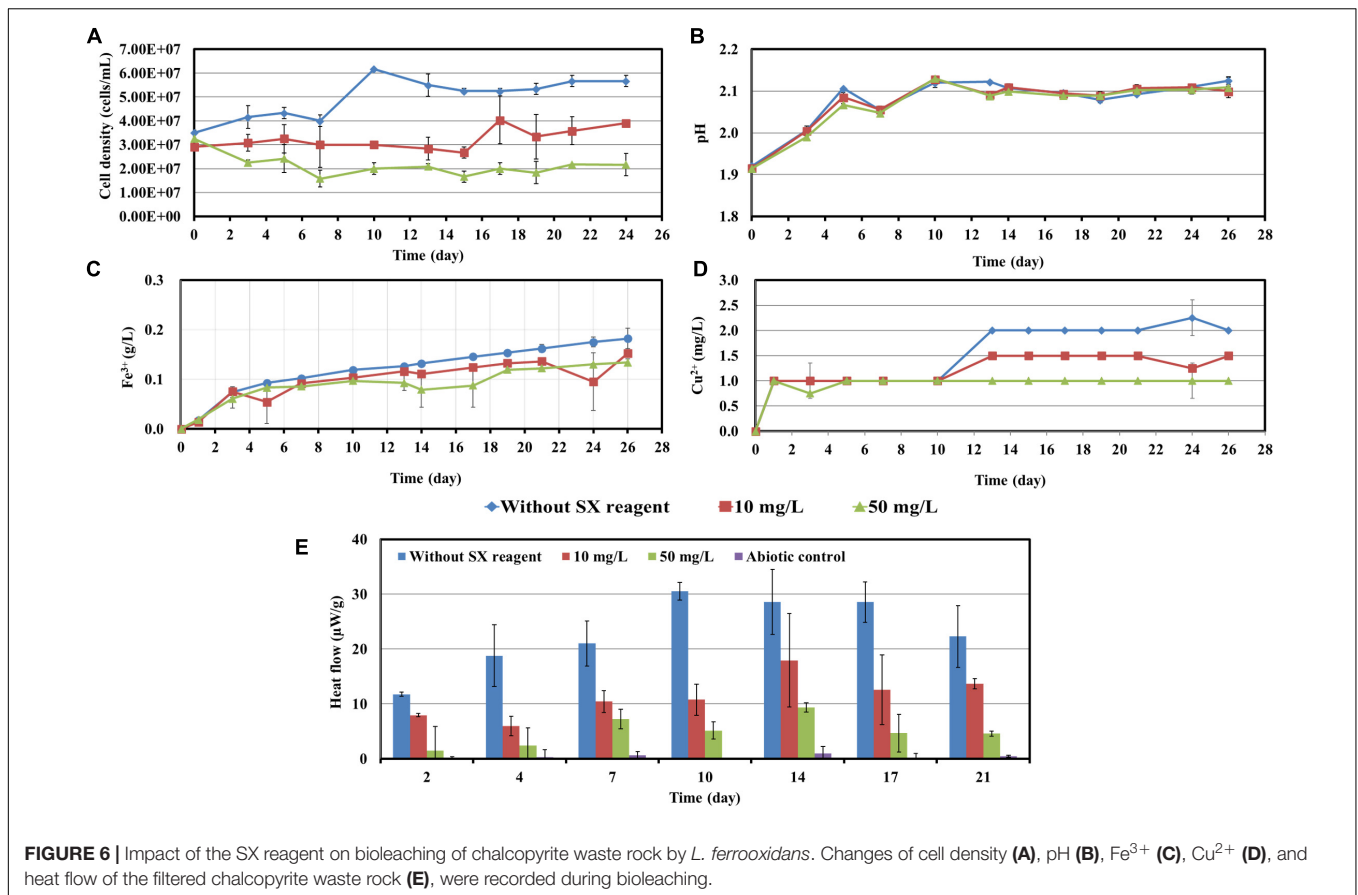 A
Cell density (cells/mL)
7.00E+07
6.00E+07
5.00E+07
4.00E+07
3.00E+07
2.00E+07
1.00E+07
0.00E+00
0 2 4 6 8 10 12 14 16 18 20 22 24 26
Time (day)
B
pH
2.2
2.1
2.0
1.9
1.8
0 2 4 6 8 10 12 14 16 18 20 22 24 26 28
Time (day)
C
Fe³⁺ (g/L)
0.3
0.2
0.1
0.0
0 2 4 6 8 10 12 14 16 18 20 22 24 26 28
Time (day)
D
Cu²⁺ (mg/L)
3.0
2.5
2.0
1.5
1.0
0.5
0.0
0 2 4 6 8 10 12 14 16 18 20 22 24 26 28
Time (day)
Without SX reagent 10 mg/L 50 mg/L
E
Heat flow (µW/g)
Without SX reagent 10 mg/L 50 mg/L Abiotic control
40
30
20
10
0
2 4 7 10 14 17 21
Time (day)
FIGURE 6 | Impact of the SX reagent on bioleaching of chalcopyrite waste rock by L. ferrooxidans. Changes of cell density (A), pH (B), Fe³⁺ (C), Cu²⁺ (D), and
heat flow of the filtered chalcopyrite waste rock (E), were recorded during bioleaching.